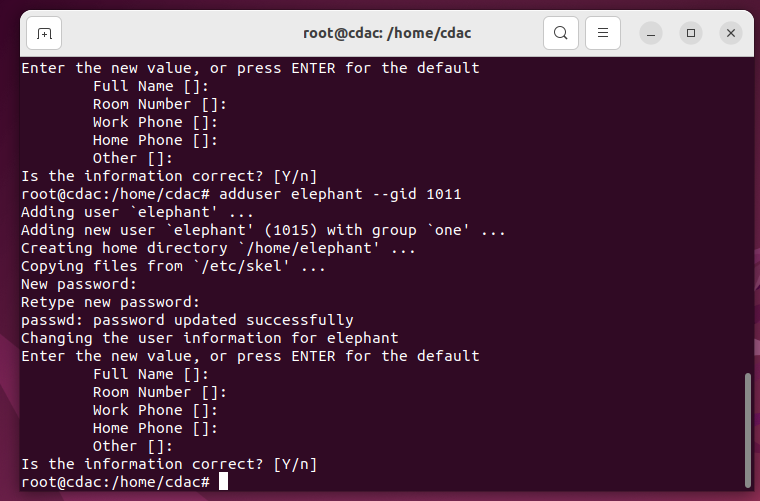 root@cdac: /home/cdac
Enter the new value, or press ENTER for the default
Full Name []:
Room Number []:
Work Phone []:
Home Phone []:
Other []:
Is the information correct? [Y/n]
root@cdac:/home/cdac# adduser elephant --gid 1011
Adding user `elephant' ...
Adding new user `elephant' (1015) with group `one' ...
Creating home directory `/home/elephant' ...
Copying files from `/etc/skel' ...
New password:
Retype new password:
passwd: password updated successfully
Changing the user information for elephant
Enter the new value, or press ENTER for the default
Full Name []:
Room Number []:
Work Phone []:
Home Phone []:
Other []:
Is the information correct? [Y/n]
root@cdac:/home/cdac#